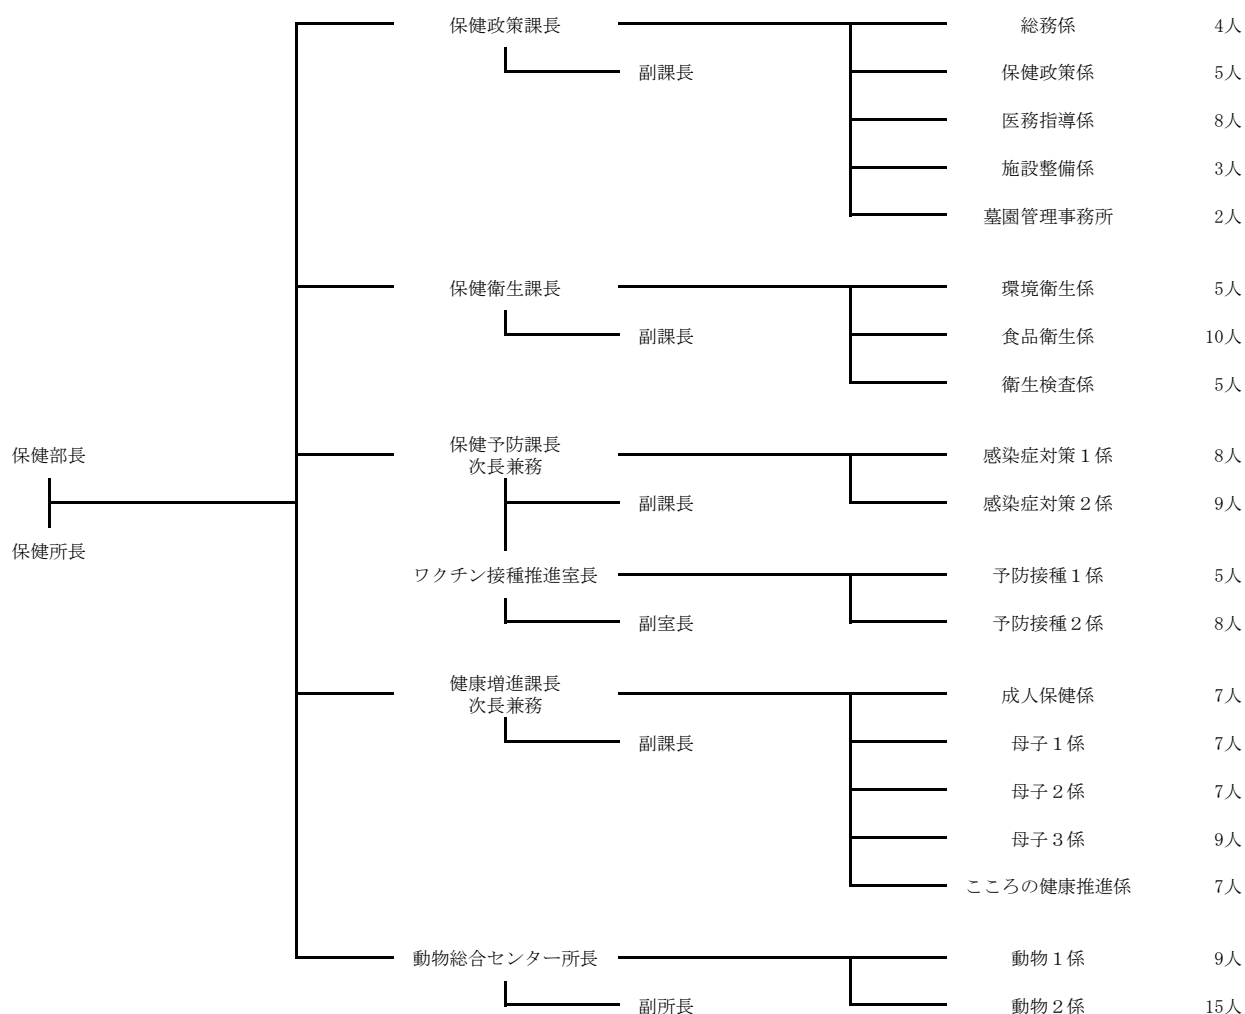 保健政策課長 総務係 4人
副課長 保健政策係 5人
医務指導係 8人
施設整備係 3人
墓園管理事務所 2人
保健衛生課長 環境衛生係 5人
副課長 食品衛生係 10人
衛生検査係 5人
保健部長
保健予防課長
次長兼務
感染症対策1係 8人
副課長 感染症対策2係 9人
保健所長
ワクチン接種推進室長 予防接種1係 5人
副室長 予防接種2係 8人
健康増進課長
次長兼務
成人保健係 7人
副課長 母子1係 7人
母子2係 7人
母子3係 9人
こころの健康推進係 7人
動物総合センター所長 動物1係 9人
副所長 動物2係 15人